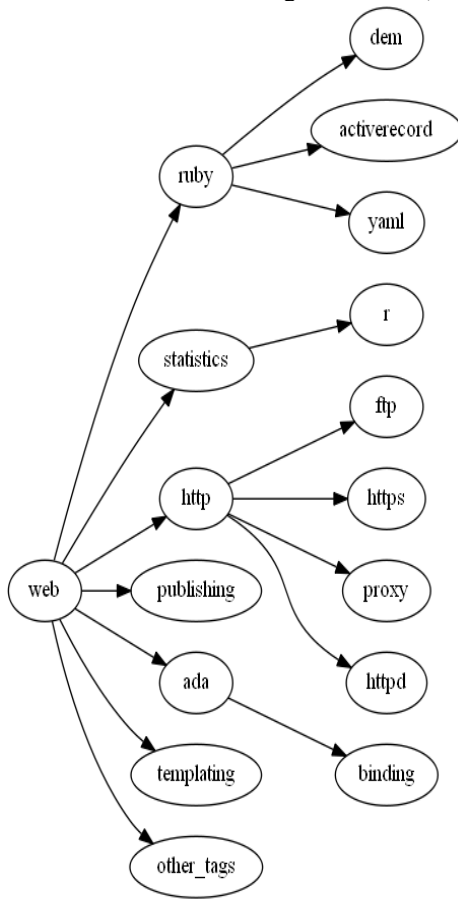 dem
activerecord
ruby
yaml
r
statistics
ftp
http
https
web
publishing
proxy
ada
httpd
templating
binding
other_tags